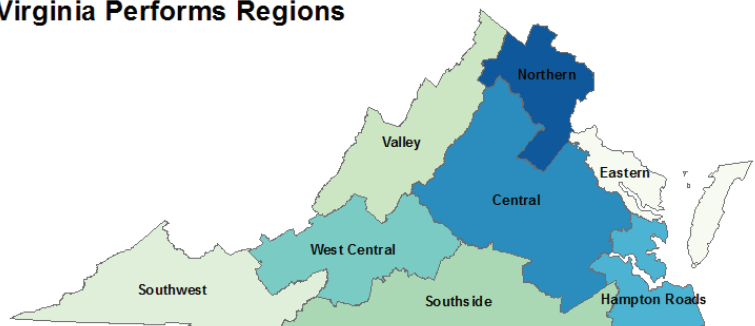 Virginia Performs Regions
Northern
Valley
Eastern
Central
West Central
Southwest
Southside
Hampton Roads